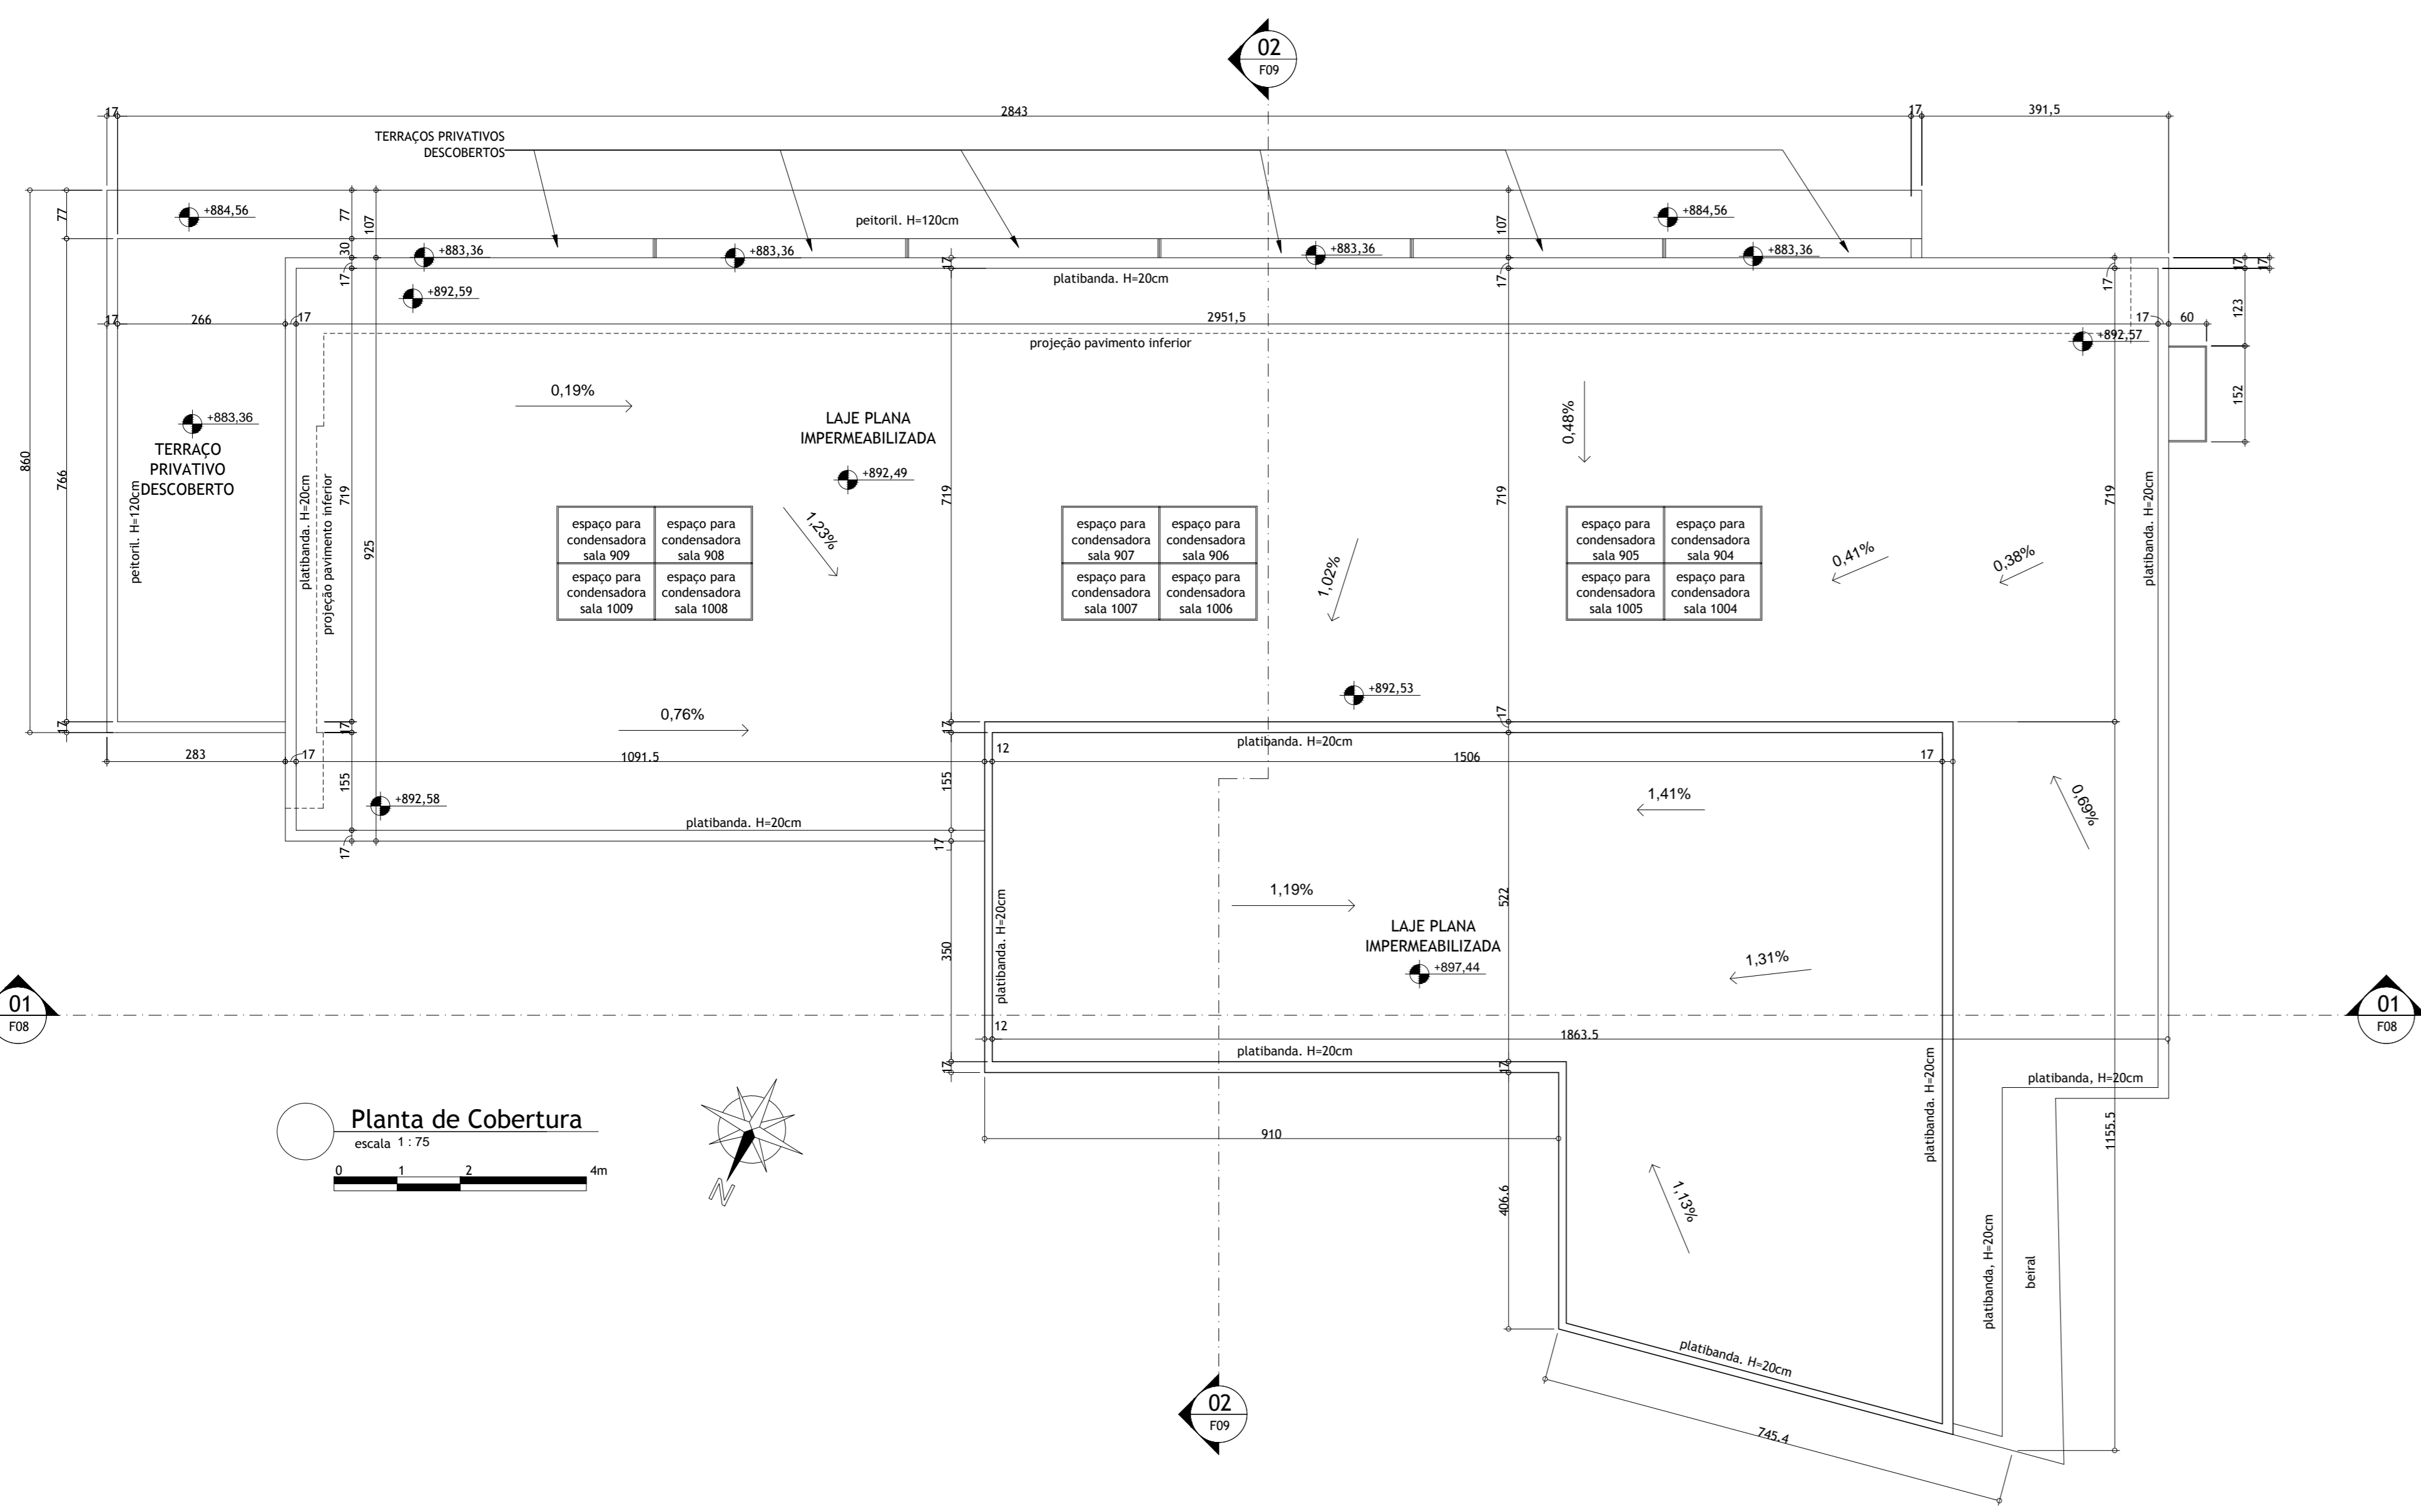 02
F09
17
2843
17
391,5
TERRAÇOS PRIVATIVOS
DESCOBERTOS
77
+884,56
77
107
peitoril. H=120cm
107
+884,56
30
+883,36
+883,36
+883,36
+883,36
17
17
17
17
17
17
platibanda. H=20cm
+892,59
123
17
266
17
2951,5
17
60
projeção pavimento inferior
+892,57
0,19%
152
0,48%
LAJE PLANA
IMPERMEABILIZADA
+883,36
TERRAÇO
PRIVATIVO
DESCOBERTO
860
766
peitoril. H=120cm
platibanda. H=20cm
projeção pavimento inferior
719
925
+892,49
719
719
719
platibanda. H=20cm
1,23%
espaço para
condensadora
sala 909
espaço para
condensadora
sala 908
espaço para
condensadora
sala 1009
espaço para
condensadora
sala 1008
espaço para
condensadora
sala 907
espaço para
condensadora
sala 906
espaço para
condensadora
sala 1007
espaço para
condensadora
sala 1006
espaço para
condensadora
sala 905
espaço para
condensadora
sala 904
espaço para
condensadora
sala 1005
espaço para
condensadora
sala 1004
1,02%
0,41%
0,38%
+892,53
0,76%
17
17
17
17
platibanda. H=20cm
283
17
1091.5
12
1506
17
155
155
+892,58
1,41%
0,69%
platibanda. H=20cm
17
17
1,19%
522
350
platibanda. H=20cm
LAJE PLANA
IMPERMEABILIZADA
+897,44
1,31%
01
F08
01
F08
12
1863.5
platibanda. H=20cm
17
17
platibanda. H=20cm
platibanda, H=20cm
1155.5
910
Planta de Cobertura
escala 1 : 75
0
1
2
4m
N
406.6
1,13%
platibanda, H=20cm
beiral
platibanda. H=20cm
745.4
02
F09